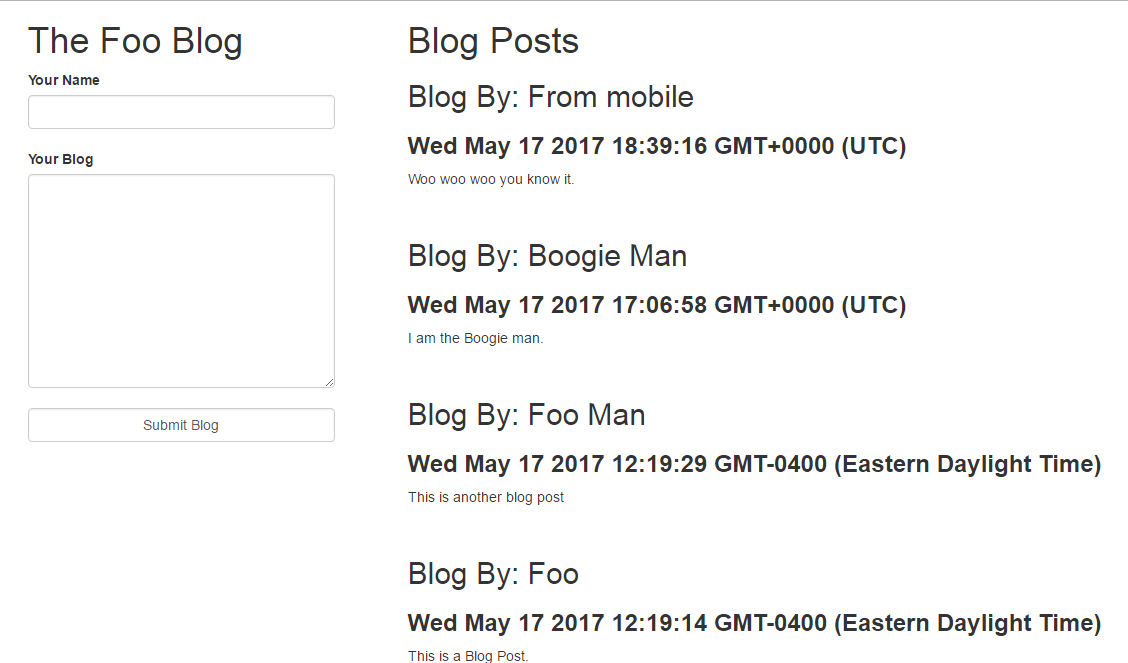 The Foo Blog
Your Name
Your Blog
Submit Blog
Blog Posts
Blog By: From mobile
Wed May 17 2017 18:39:16 GMT+0000 (UTC)
Woo woo woo you know it.
Blog By: Boogie Man
Wed May 17 2017 17:06:58 GMT+0000 (UTC)
I am the Boogie man.
Blog By: Foo Man
Wed May 17 2017 12:19:29 GMT-0400 (Eastern Daylight Time)
This is another blog post
Blog By: Foo
Wed May 17 2017 12:19:14 GMT-0400 (Eastern Daylight Time)
This is a Blog Post.